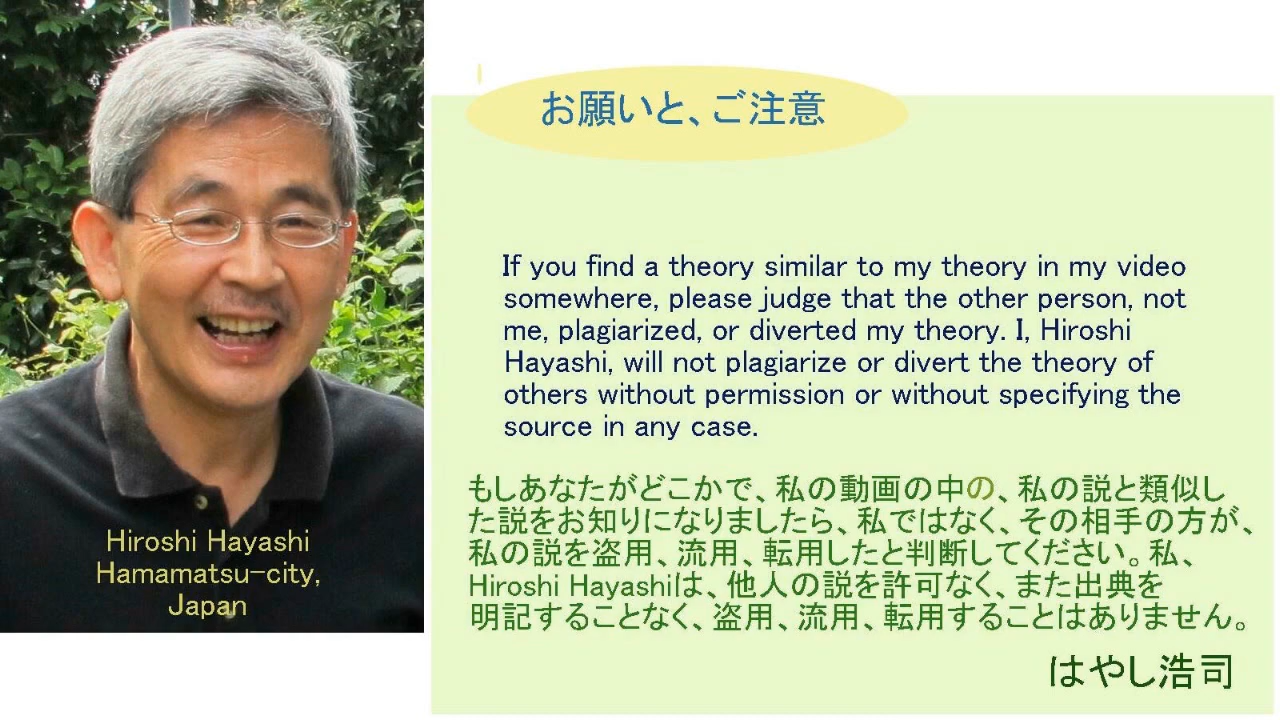 お願いと、ご注意
If you find a theory similar to my theory in my video
somewhere, please judge that the other person, not
me, plagiarized, or diverted my theory. I, Hiroshi
Hayashi, will not plagiarize or divert the theory of
others without permission or without specifying the
source in any case.
もしあなたがどこかで、私の動画の中の、私の説と類似し
た説をお知りになりましたら、私ではなく、その相手の方が、
私の説を盗用、流用、転用したと判断してください。私、
Hiroshi Hayashiは、他人の説を許可なく、また出典を
明記することなく、盗用、流用、転用することはありません。
はやし浩司
Hiroshi Hayashi
Hamamatsu-city,
Japan